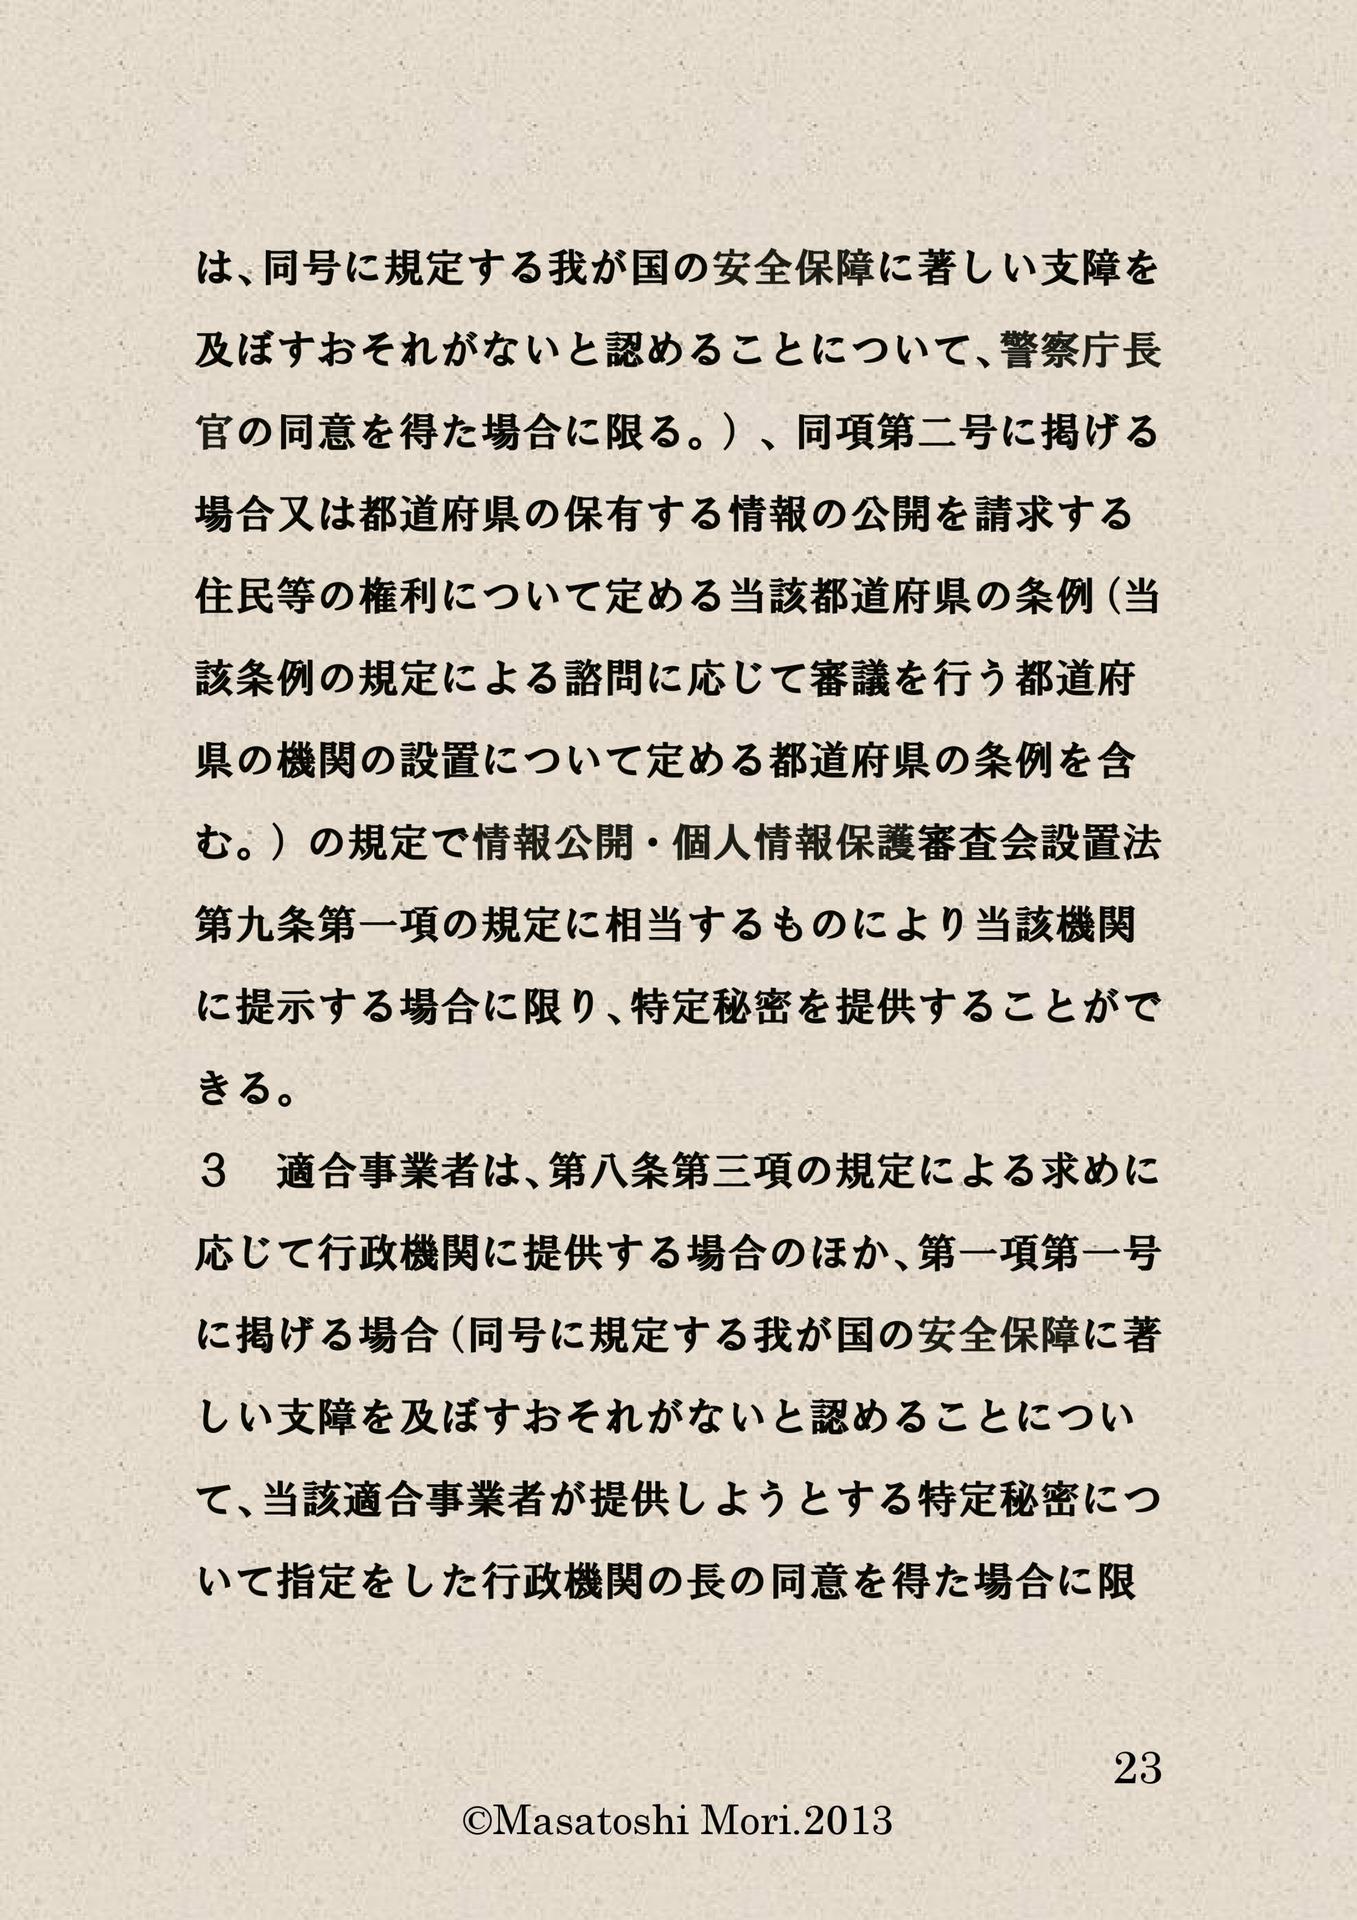 は、同号に規定する我が国の安全保障に著しい支障を
及ぼすおそれがないと認めることについて、警察庁長
官の同意を得た場合に限る。）、同項第二号に掲げる
場合又は都道府県の保有する情報の公開を請求する
住民等の権利について定める当該都道府県の条例（当
該条例の規定による諮問に応じて審議を行う都道府
県の機関の設置について定める都道府県の条例を含
む。）の規定で情報公開・個人情報保護審査会設置法
第九条第一項の規定に相当するものにより当該機関
に提示する場合に限り、特定秘密を提供することがで
きる。
３　適合事業者は、第八条第三項の規定による求めに
応じて行政機関に提供する場合のほか、第一項第一号
に掲げる場合（同号に規定する我が国の安全保障に著
しい支障を及ぼすおそれがないと認めることについ
て、当該適合事業者が提供しようとする特定秘密につ
いて指定をした行政機関の長の同意を得た場合に限
23
©Masatoshi Mori.2013